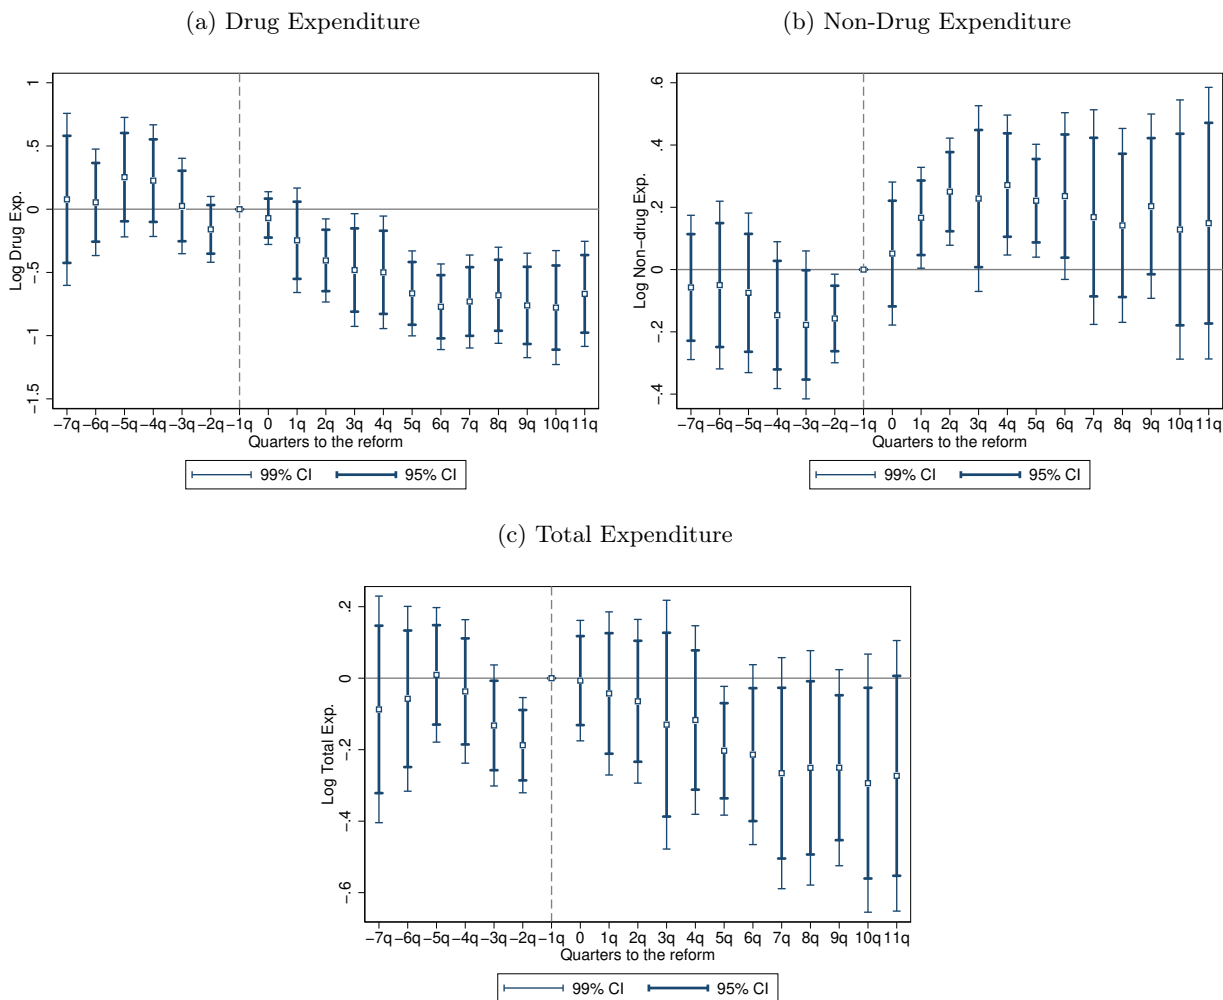 (a) Drug Expenditure
Log Drug Exp.
1
.5
0
−.5
−1
−1.5
−7q −6q −5q −4q −3q −2q −1q 0 1q 2q 3q 4q 5q 6q 7q 8q 9q 10q 11q
Quarters to the reform
99% CI 95% CI
(b) Non-Drug Expenditure
Log Non−drug Exp.
.6
.4
.2
0
−.2
−.4
−7q −6q −5q −4q −3q −2q −1q 0 1q 2q 3q 4q 5q 6q 7q 8q 9q 10q 11q
Quarters to the reform
99% CI 95% CI
(c) Total Expenditure
Log Total Exp.
.2
0
−.2
−.4
−.6
−7q −6q −5q −4q −3q −2q −1q 0 1q 2q 3q 4q 5q 6q 7q 8q 9q 10q 11q
Quarters to the reform
99% CI 95% CI